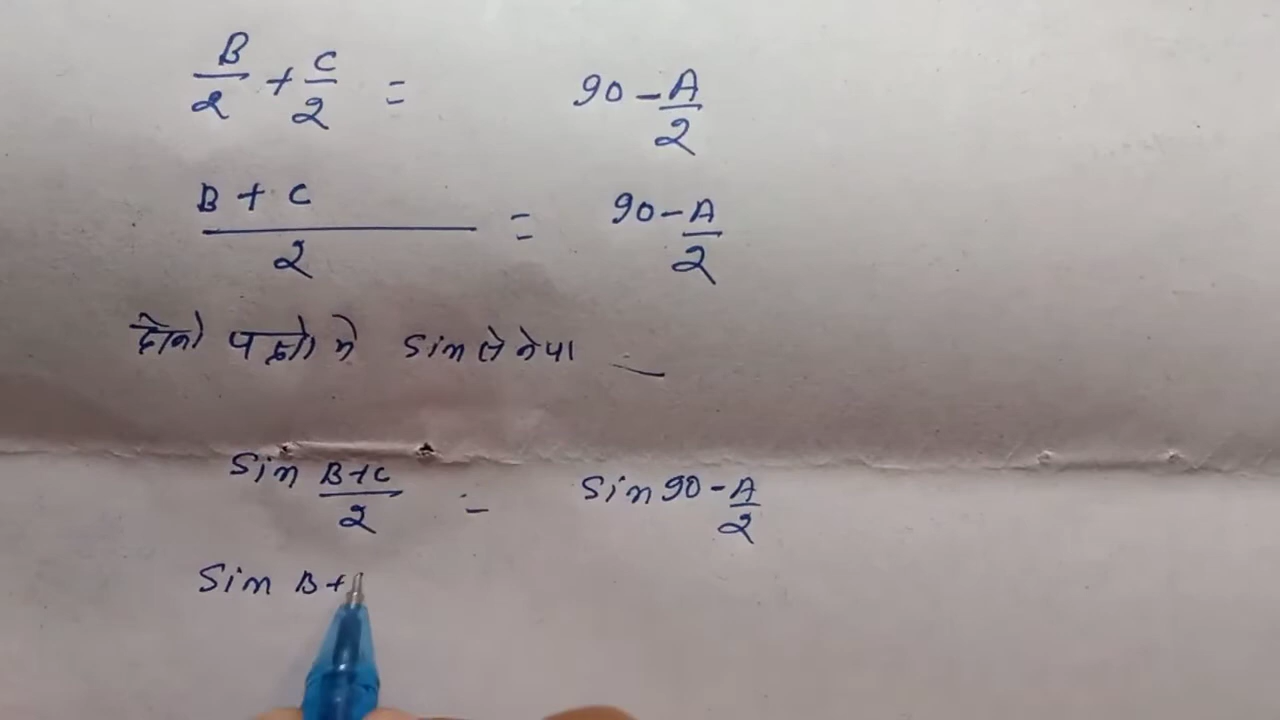 B/2 + C/2 = 90 - A/2
B + C / 2 = 90 - A/2
दोनो पक्षो मे sin लेने पर
Sin B+C/2 = Sin 90 - A/2
Sin B +